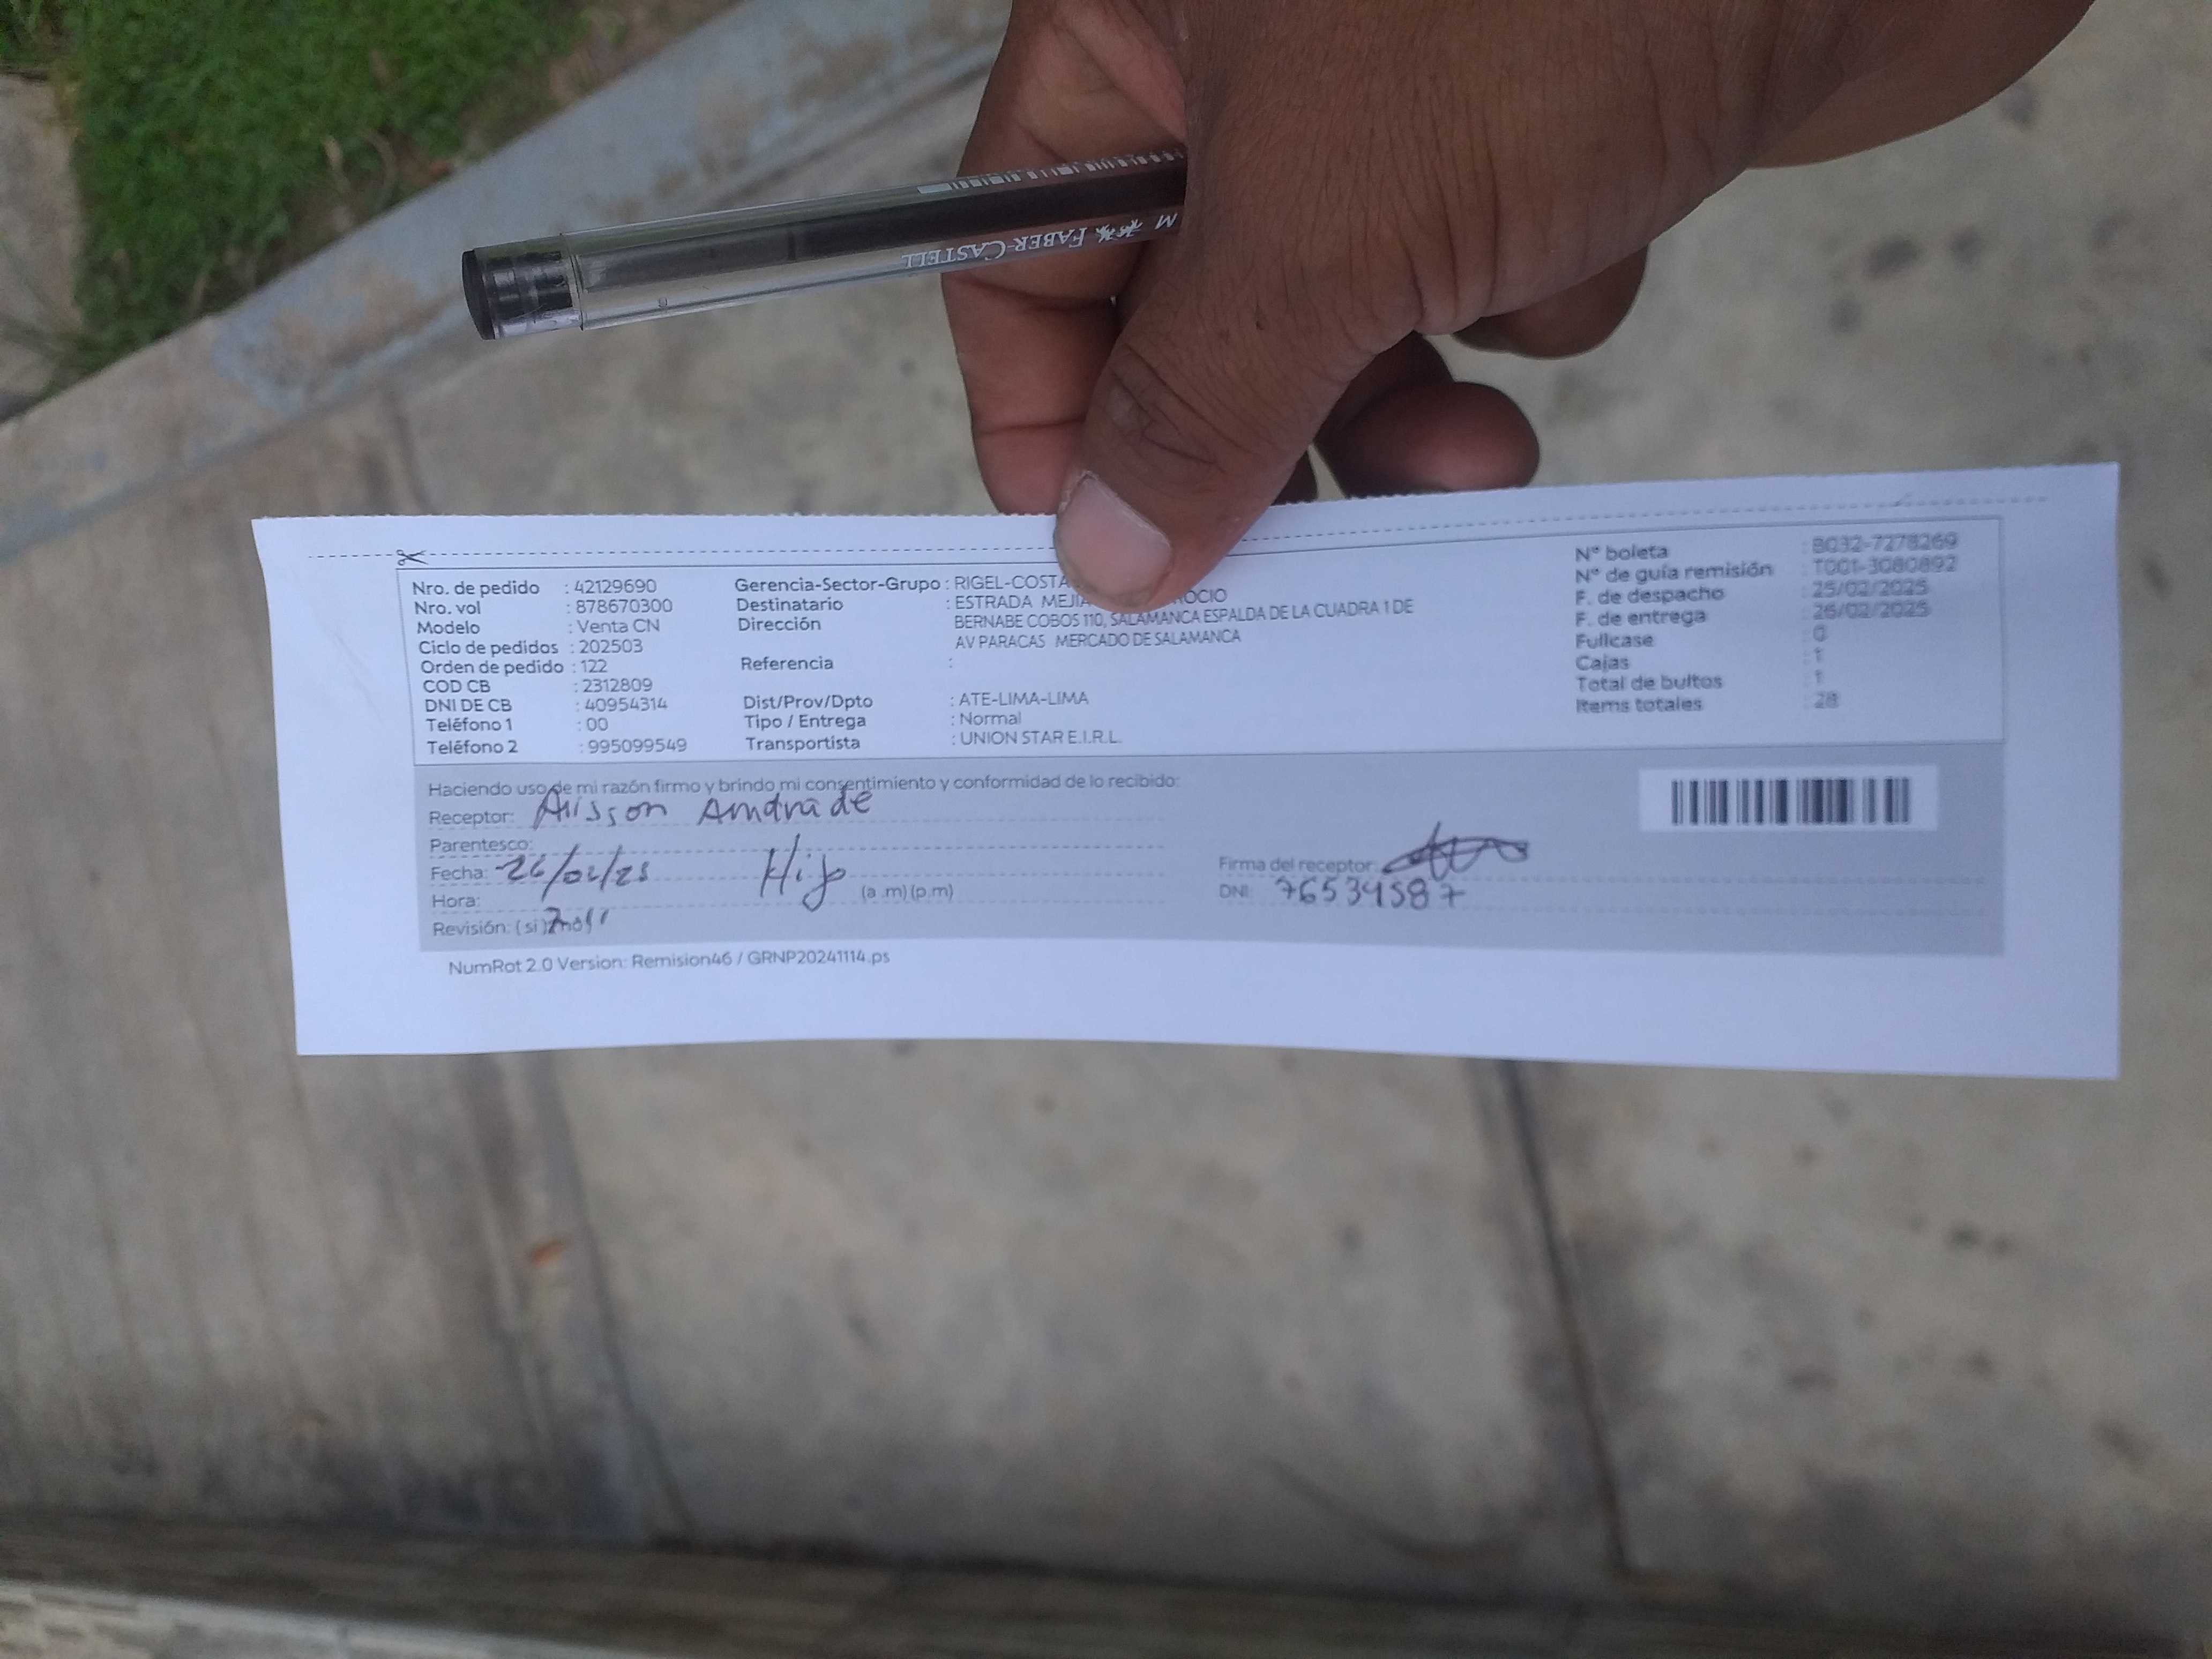 M FABER-CASTELL
Nro. de pedido : 42129690
Nro. vol : 878670300
Modelo : Venta CN
Ciclo de pedidos : 202503
Orden de pedido : 122
COD CB : 2312809
DNI DE CB : 40954314
Teléfono 1 : 00
Teléfono 2 : 995099549
Gerencia-Sector-Grupo : RIGEL-COSTA
Destinatario : ESTRADA MEJIA OCIO
Dirección BERNABE COBOS 110, SALAMANCA ESPALDA DE LA CUADRA 1 DE
AV PARACAS MERCADO DE SALAMANCA
Referencia :
Dist/Prov/Dpto : ATE-LIMA-LIMA
Tipo / Entrega : Normal
Transportista : UNION STAR E.I.R.L.
N° boleta : B032-7278269
N° de guía remisión : T001-3080892
F. de despacho : 25/02/2025
F. de entrega : 26/02/2025
Fullcase : 0
Cajas : 1
Total de bultos : 1
Items totales : 28
Haciendo uso de mi razón firmo y brindo mi consentimiento y conformidad de lo recibido:
Receptor: Alisson Andrade
Parentesco:
Fecha: 26/02/25 Hijo
Hora: (a .m) (p.m)
Revisión: ( si )
Firma del receptor:
DNI: 76534587
NumRot 2.0 Version: Remision46 / GRNP20241114.ps